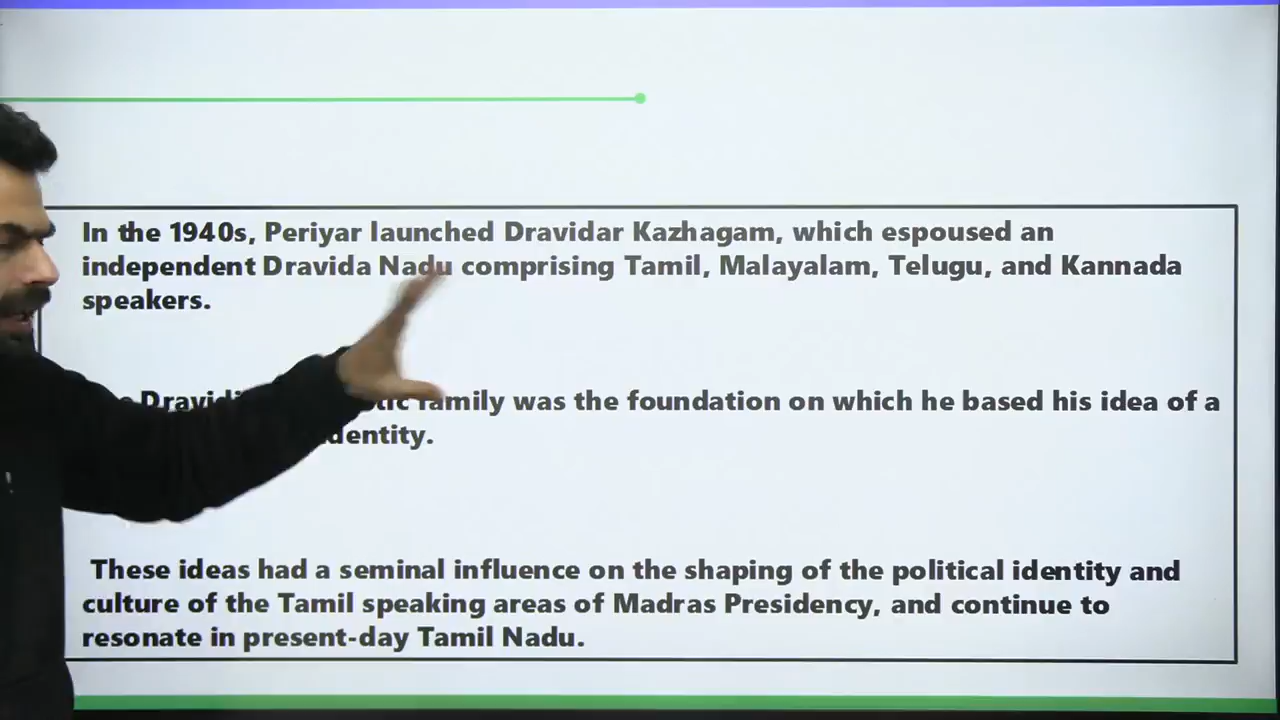 In the 1940s, Periyar launched Dravidar Kazhagam, which espoused an
independent Dravida Nadu comprising Tamil, Malayalam, Telugu, and Kannada
speakers.
family was the foundation on which he based his idea of a
identity.
These ideas had a seminal influence on the shaping of the political identity and
culture of the Tamil speaking areas of Madras Presidency, and continue to
resonate in present-day Tamil Nadu.